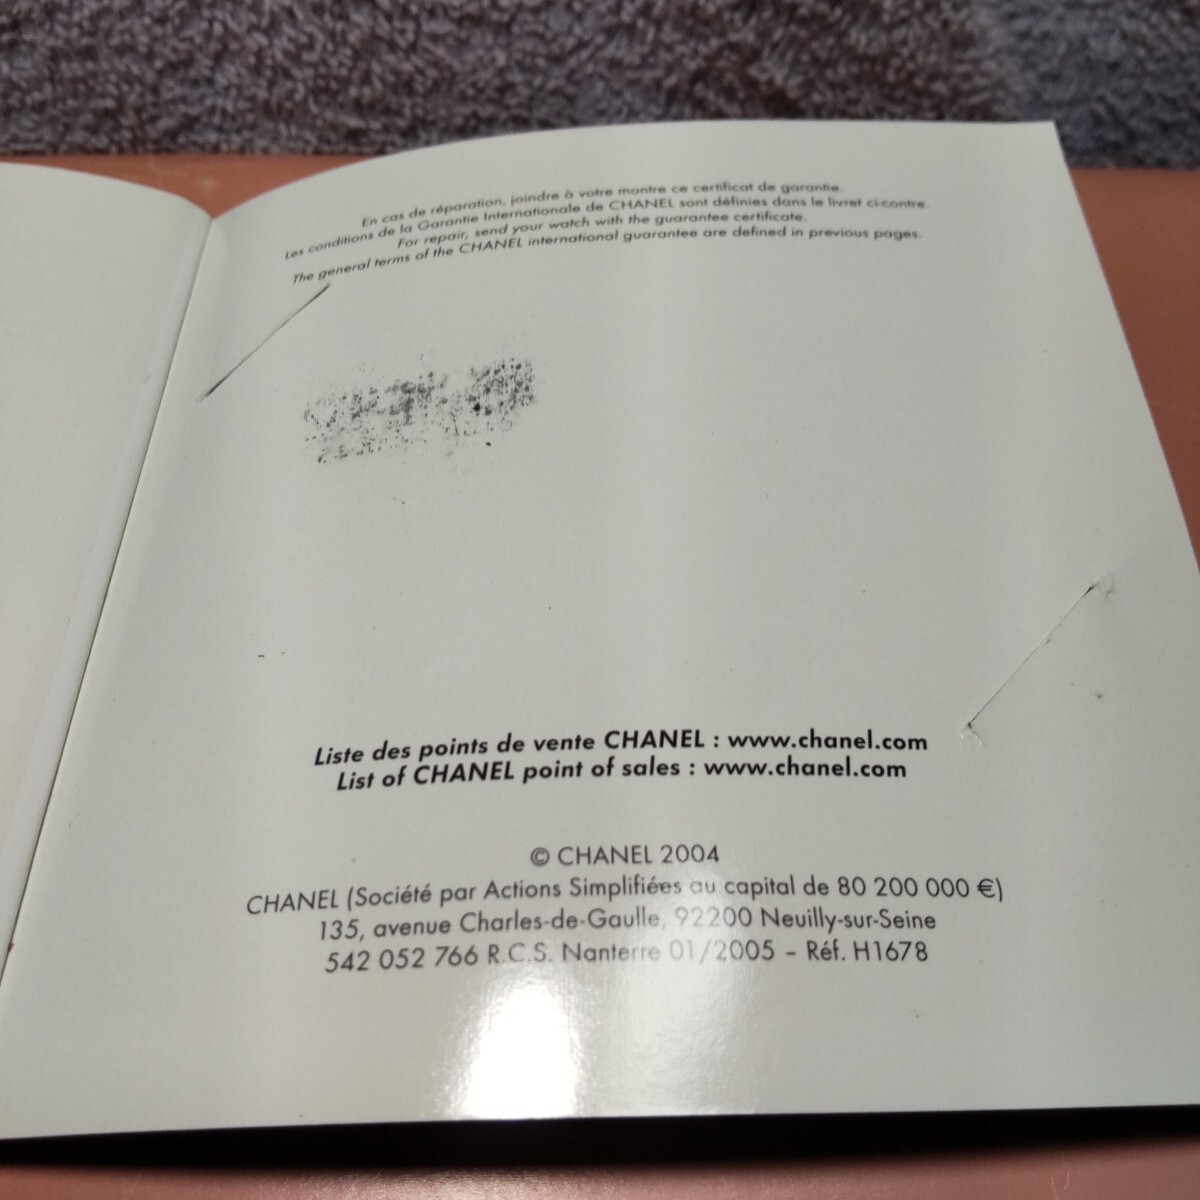 En cas de réparation, joindre à votre montre ce certificat de garantie.
Les conditions de la Garantie Internationale de CHANEL sont définies dans le livret ci-contre.
For repair, send your watch with the guarantee certificate.
The general terms of the CHANEL international guarantee are defined in previous pages.
Liste des points de vente CHANEL : www.chanel.com
List of CHANEL point of sales : www.chanel.com
© CHANEL 2004
CHANEL (Société par Actions Simplifiées au capital de 80 200 000 €)
135, avenue Charles-de-Gaulle, 92200 Neuilly-sur-Seine
542 052 766 R.C.S. Nanterre 01/2005 – Réf. H1678